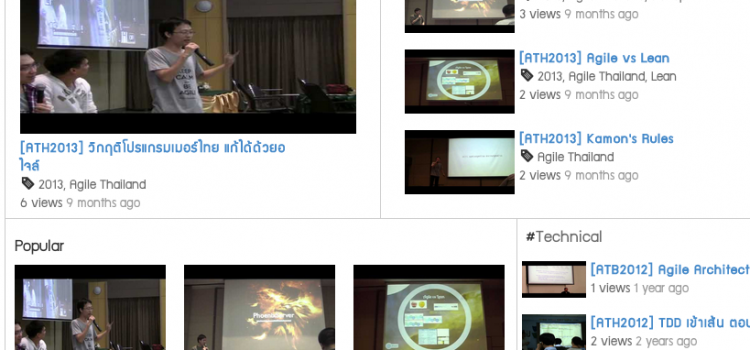 3 views 9 months ago
[ATH2013] Agile vs Lean
2013, Agile Thailand, Lean
2 views 9 months ago
[ATH2013] Kamon's Rules
Agile Thailand
2 views 9 months ago
[ATH2013] วิกฤติโปรแกรมเมอร์ไทย แก้ได้ด้วยอ
ไจล์
2013, Agile Thailand
6 views 9 months ago
Popular
#Technical
[ATB2012] Agile Architect
1 views 1 year ago
[ATH2012] TDD เข้าเส้น ตอน
2 views 2 years ago